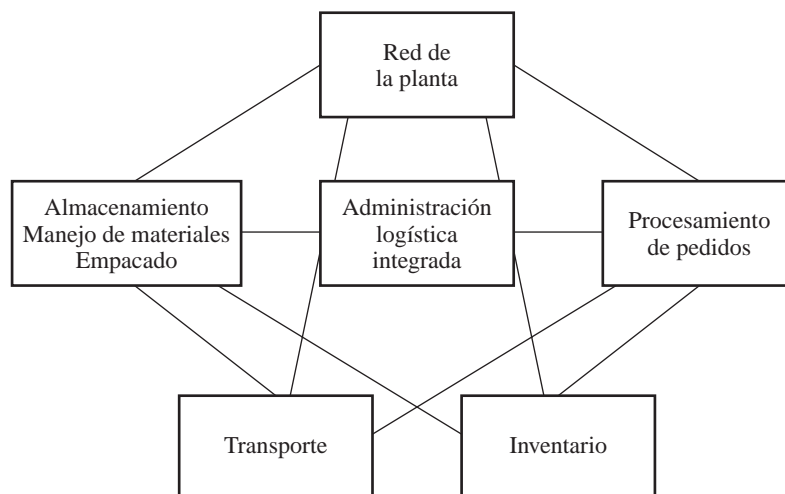 Red de
la planta
Almacenamiento
Manejo de materiales
Empacado
Administración
logística
integrada
Procesamiento
de pedidos
Transporte
Inventario